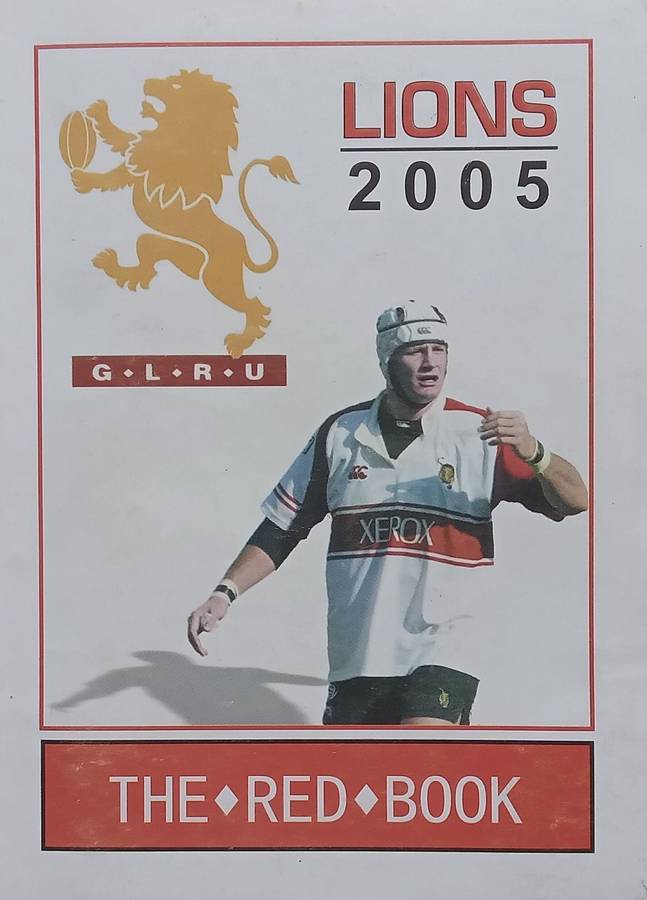 LIONS
2005
G•L•R•U
XEROX
THE♦RED♦BOOK